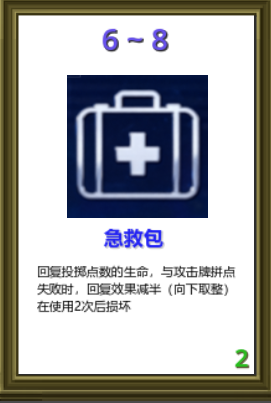 6 ~ 8
急救包
回复投掷点数的生命，与攻击牌拼点
失败时，回复效果减半（向下取整）
在使用2次后损坏
2